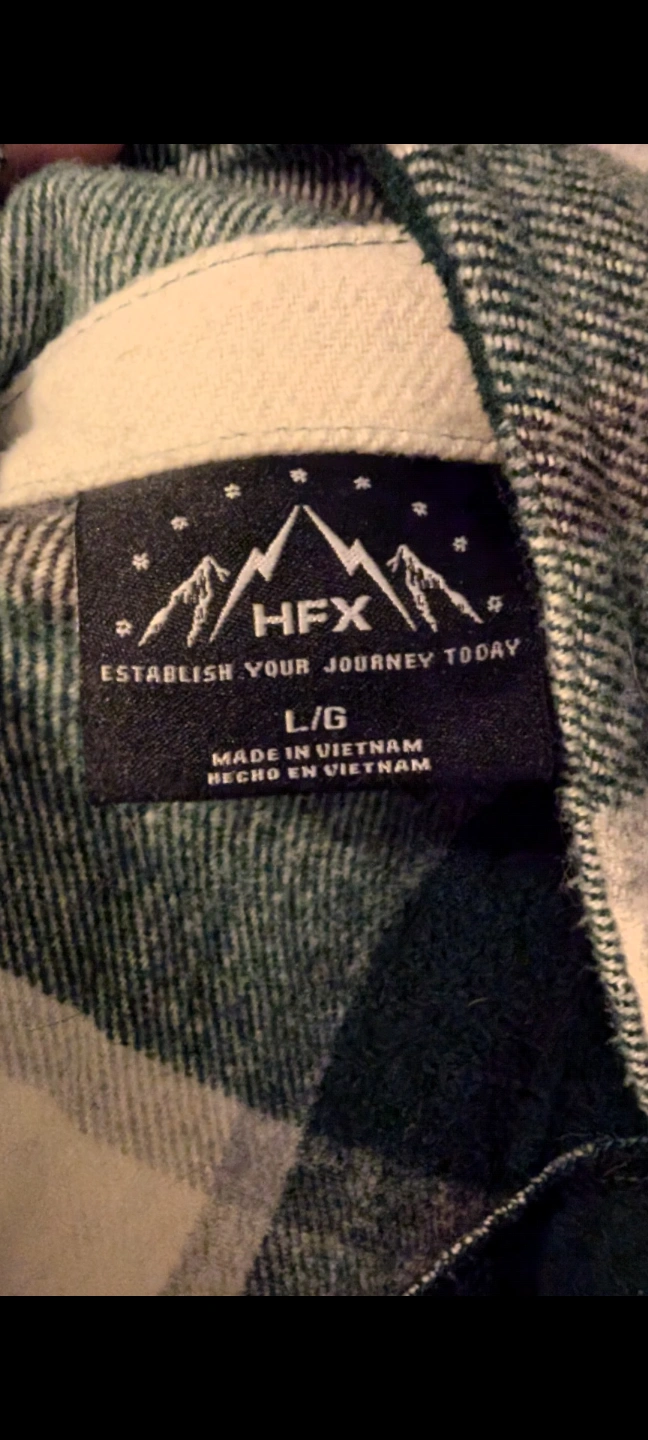 HFX
ESTABLISH YOUR JOURNEY TODAY
L/G
MADE IN VIETNAM
HECHO EN VIETNAM